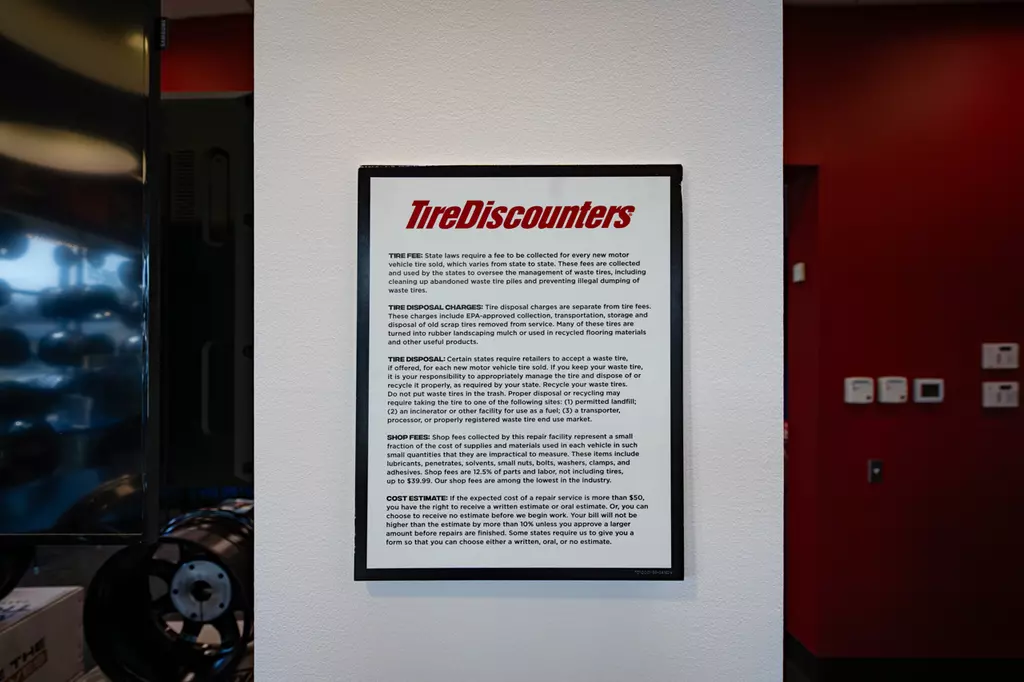 TireDiscounters
TIRE FEE: State laws require a fee to be collected for every new motor
vehicle tire sold, which varies from state to state. These fees are collected
and used by the states to oversee the management of waste tires, including
cleaning up abandoned waste tire piles and preventing illegal dumping of
waste tires.
TIRE DISPOSAL CHARGES: Tire disposal charges are separate from tire fees.
These charges include EPA-approved collection, transportation, storage and
disposal of old scrap tires removed from service. Many of these tires are
turned into rubber landscaping mulch or used in recycled flooring materials
and other useful products.
TIRE DISPOSAL: Certain states require retailers to accept a waste tire,
if offered, for each new motor vehicle tire sold. If you keep your waste tire,
it is your responsibility to appropriately manage the tire and dispose of or
recycle it properly, as required by your state. Recycle your waste tires.
Do not put waste tires in the trash. Proper disposal or recycling may
require taking the tire to one of the following sites: (1) permitted landfill;
(2) an incinerator or other facility for use as a fuel; (3) a transporter,
processor, or properly registered waste tire end use market.
SHOP FEES: Shop fees collected by this repair facility represent a small
fraction of the cost of supplies and materials used in each vehicle in such
small quantities that they are impractical to measure. These items include
lubricants, penetrates, solvents, small nuts, bolts, washers, clamps, and
adhesives. Shop fees are 12.5% of parts and labor, not including tires,
up to $39.99. Our shop fees are among the lowest in the industry.
COST ESTIMATE: If the expected cost of a repair service is more than $50,
you have the right to receive a written estimate or oral estimate. Or, you can
choose to receive no estimate before we begin work. Your bill will not be
higher than the estimate by more than 10% unless you approve a larger
amount before repairs are finished. Some states require us to give you a
form so that you can choose either a written, oral, or no estimate.
SAMSUNG
THE